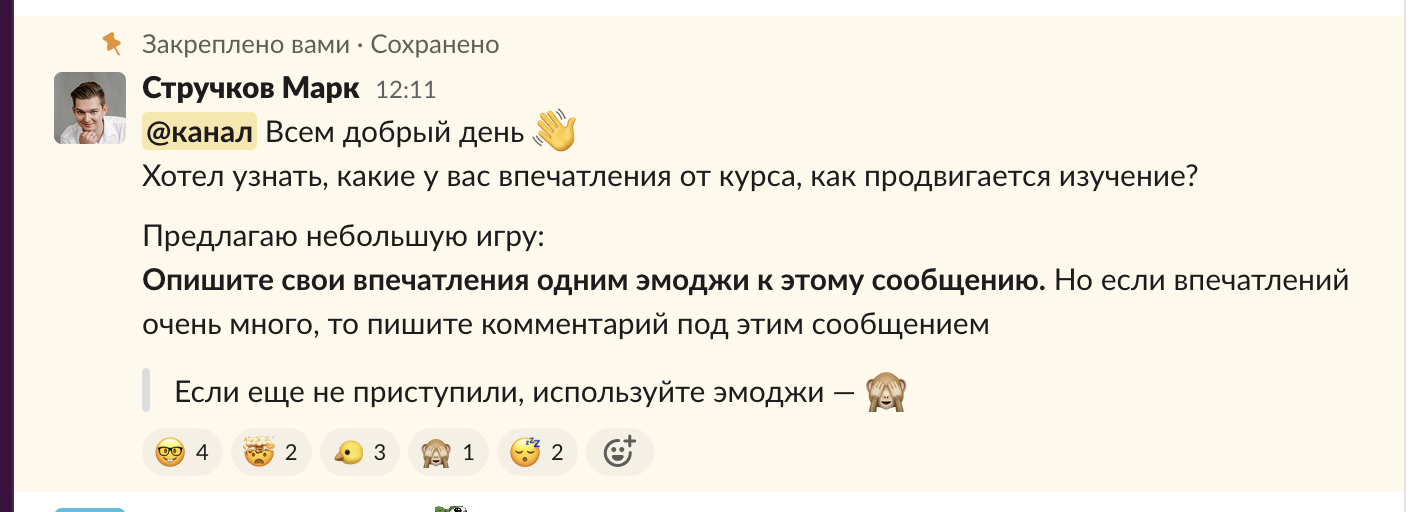 Закреплено вами · Сохранено
Стручков Марк 12:11
@канал Всем добрый день 👋
Хотел узнать, какие у вас впечатления от курса, как продвигается изучение?
Предлагаю небольшую игру:
Опишите свои впечатления одним эмоджи к этому сообщению. Но если впечатлений
очень много, то пишите комментарий под этим сообщением
Если еще не приступили, используйте эмоджи — 🙈
🤓 4 🤯 2 🐤 3 🙈 1 😴 2